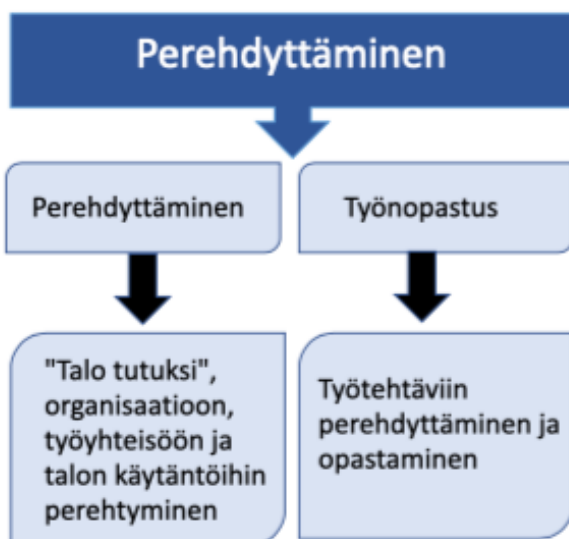 Perehdyttäminen
Perehdyttäminen
Työnopastus
"Talo tutuksi",
organisaatioon,
työyhteisöön ja
talon käytäntöihin
perehtyminen
Työtehtäviin
perehdyttäminen ja
opastaminen